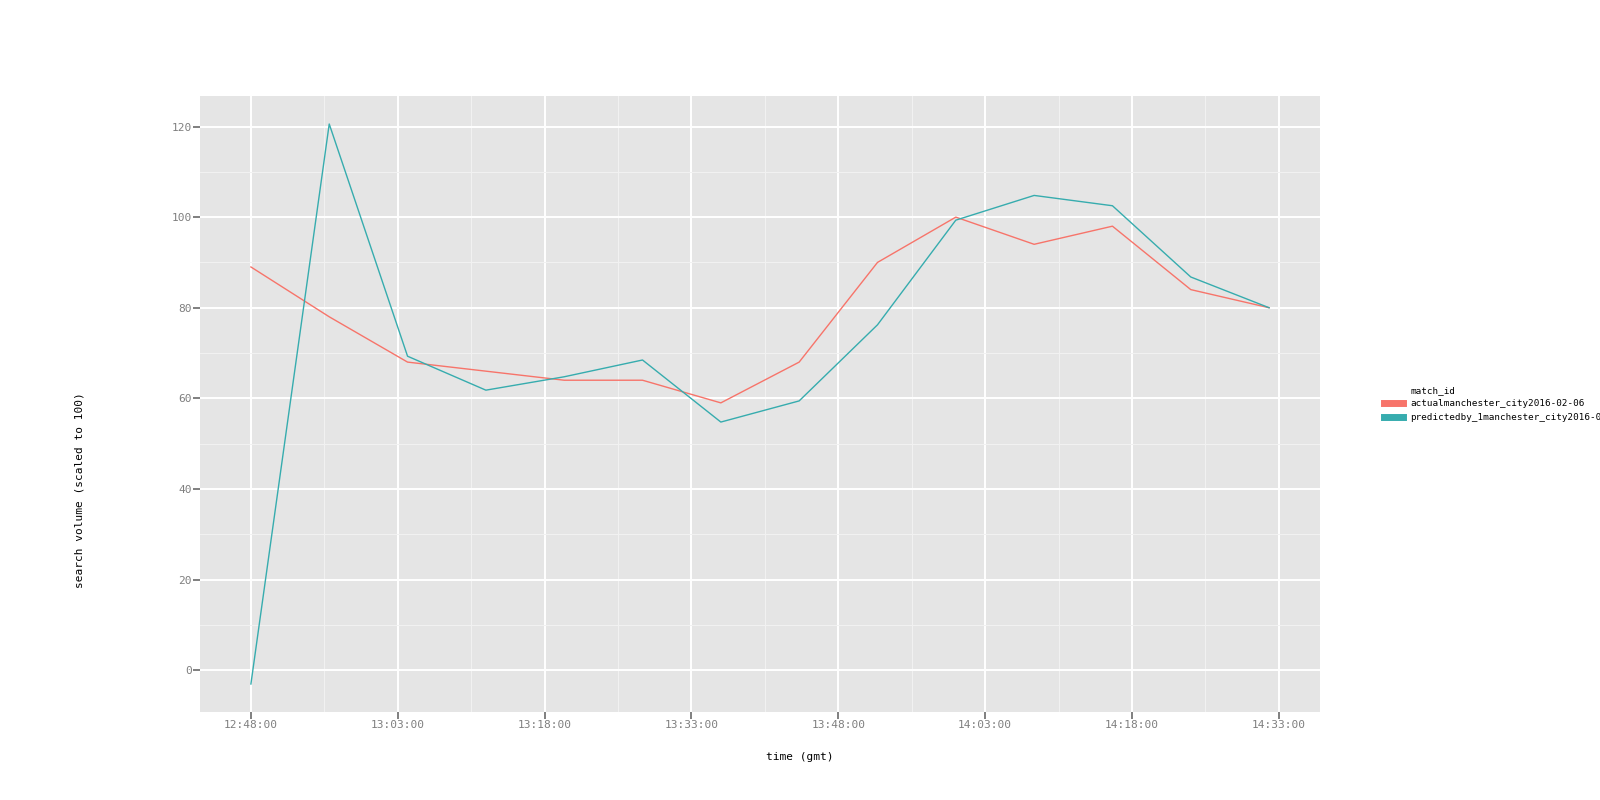 120
100
80
60
40
20
0
search volume (scaled to 100)
12:48:00 13:03:00 13:18:00 13:33:00 13:48:00 14:03:00 14:18:00 14:33:00
time (gmt)
match_id
actualmanchester_city2016-02-06
predictedby_1manchester_city2016-0